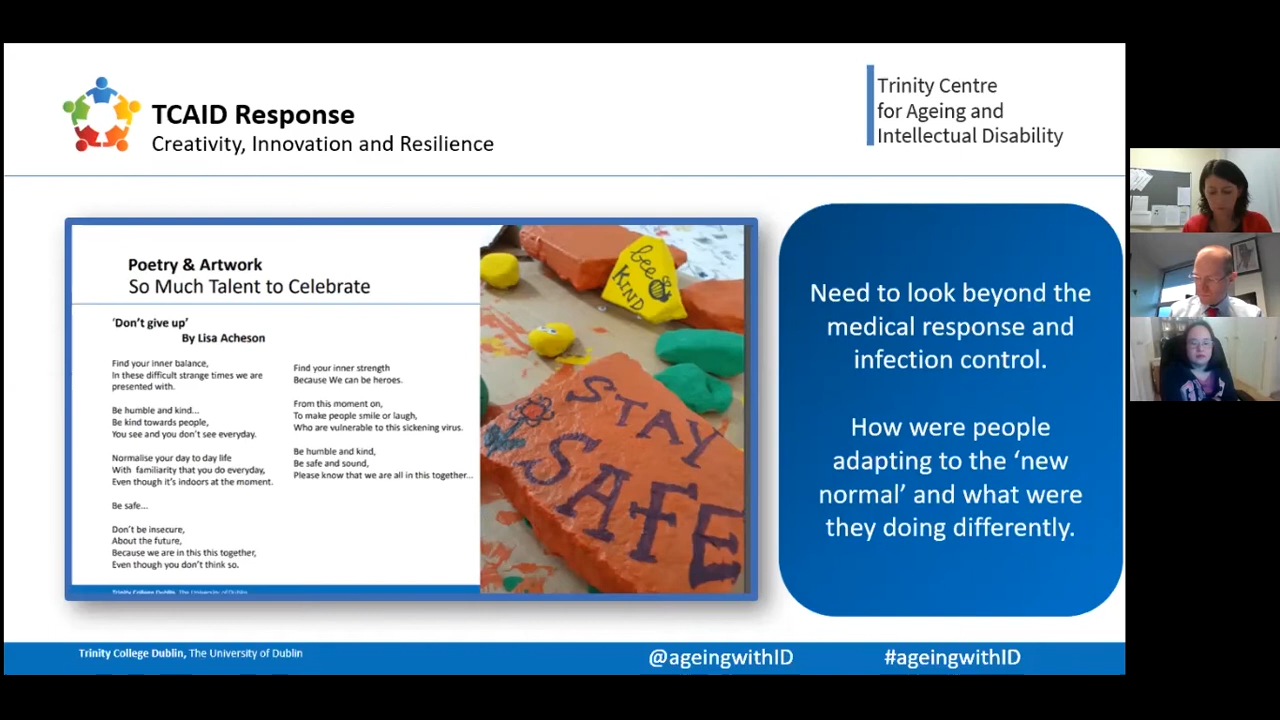 TCAID Response
Creativity, Innovation and Resilience
Trinity Centre
for Ageing and
Intellectual Disability
Poetry & Artwork
So Much Talent to Celebrate
‘Don’t give up’
By Lisa Acheson
Find your inner balance,
In these difficult strange times we are
presented with.
Be humble and kind...
Be kind towards people,
You see and you don’t see everyday.
Normalise your day to day life
With familiarity that you do everyday,
Even though it’s indoors at the moment.
Be safe...
Don’t be insecure,
About the future,
Because we are in this this together,
Even though you don’t think so.
Find your inner strength
Because We can be heroes.
From this moment on,
To make people smile or laugh,
Who are vulnerable to this sickening virus.
Be humble and kind,
Be safe and sound,
Please know that we are all in this together...
Trinity College Dublin, The University of Dublin
bee
KIND
STAY
SAFE
Need to look beyond the
medical response and
infection control.
How were people
adapting to the ‘new
normal’ and what were
they doing differently.
Trinity College Dublin, The University of Dublin
@ageingwithID
#ageingwithID